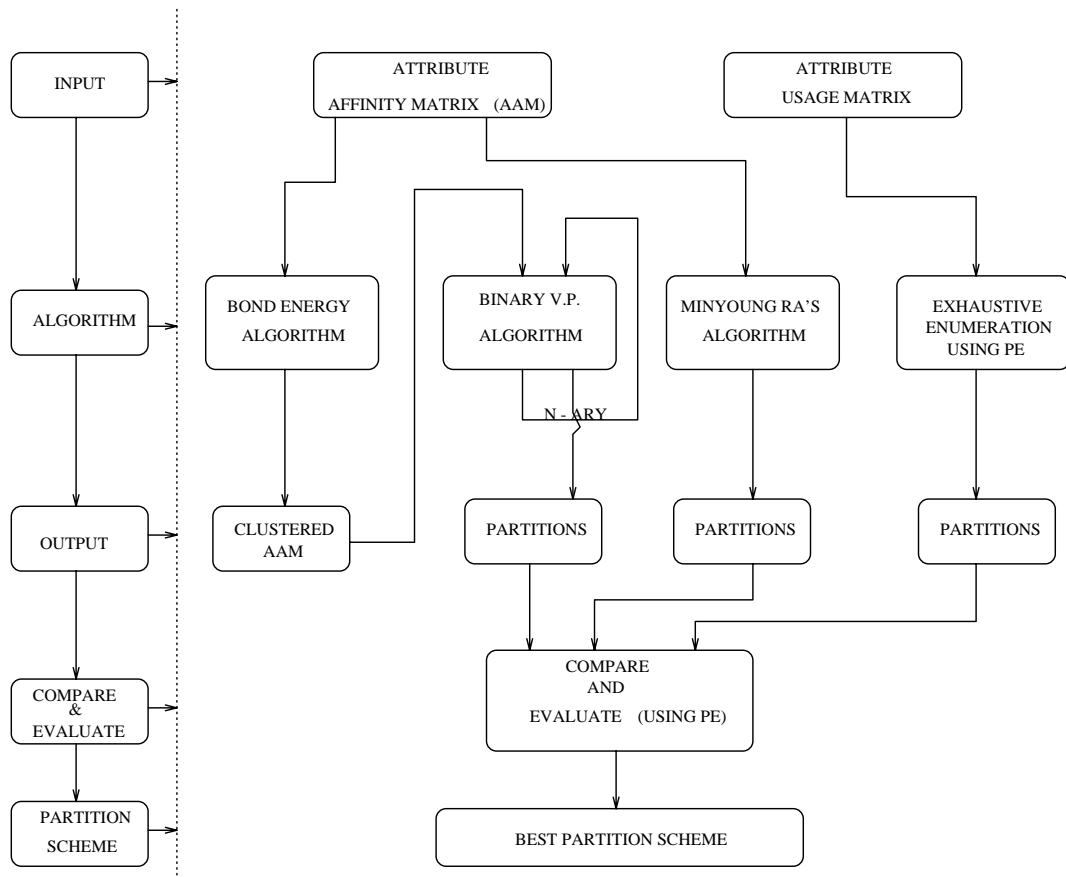 INPUT
ATTRIBUTE
AFFINITY MATRIX (AAM)
ATTRIBUTE
USAGE MATRIX
ALGORITHM
BOND ENERGY
ALGORITHM
BINARY V.P.
ALGORITHM
MINYOUNG RA'S
ALGORITHM
EXHAUSTIVE
ENUMERATION
USING PE
N - ARY
OUTPUT
CLUSTERED
AAM
PARTITIONS
PARTITIONS
PARTITIONS
COMPARE
&
EVALUATE
COMPARE
AND
EVALUATE (USING PE)
PARTITION
SCHEME
BEST PARTITION SCHEME